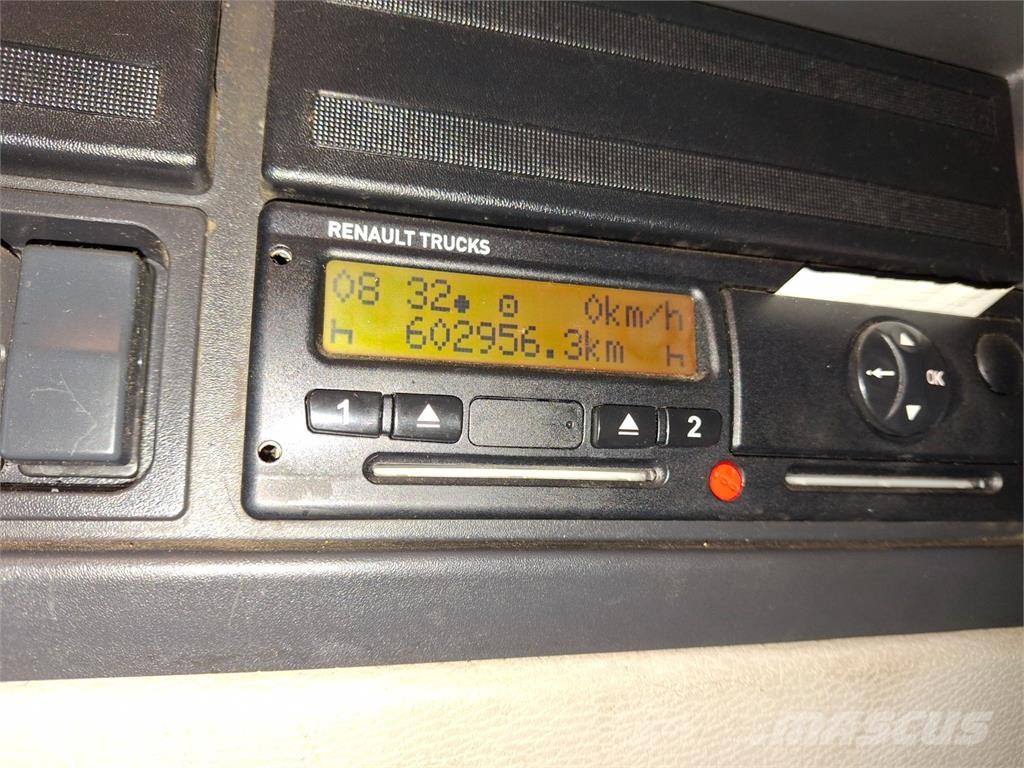 RENAULT TRUCKS
08 32 0km/h
h 602956.3km h
1 2
OK
MASCUS